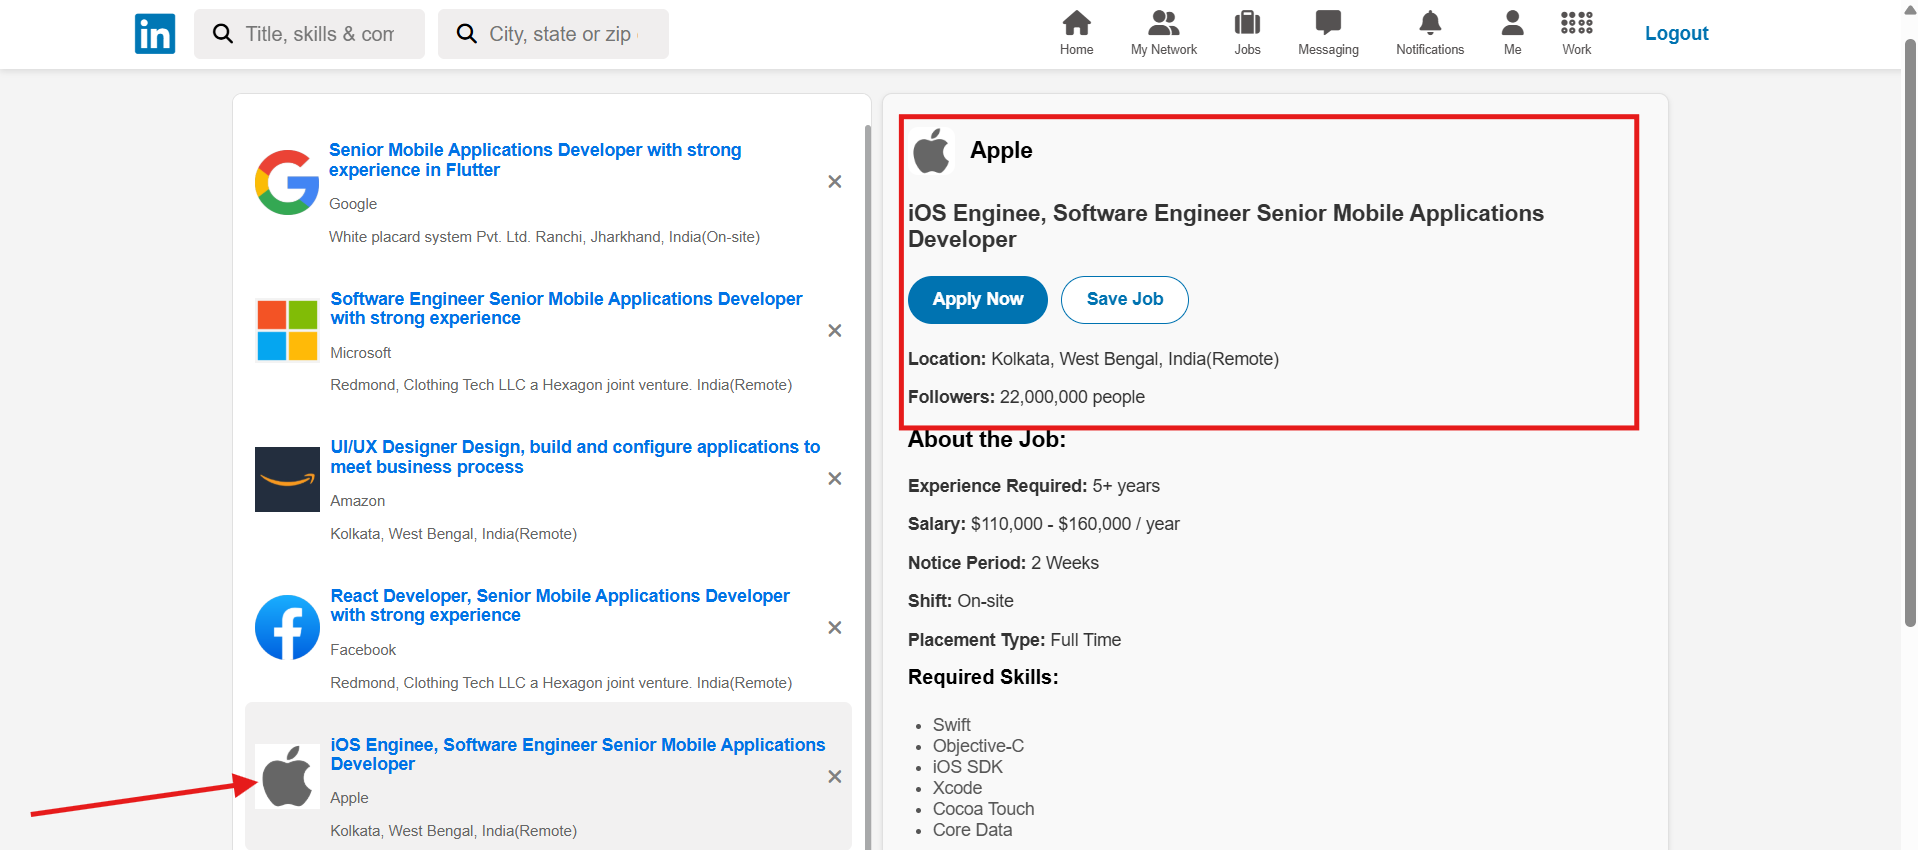 in
Title, skills & com
City, state or zip
Home
My Network
Jobs
Messaging
Notifications
Me
Work
Logout
Senior Mobile Applications Developer with strong
experience in Flutter
Google
White placard system Pvt. Ltd. Ranchi, Jharkhand, India(On-site)
Software Engineer Senior Mobile Applications Developer
with strong experience
Microsoft
Redmond, Clothing Tech LLC a Hexagon joint venture. India(Remote)
UI/UX Designer Design, build and configure applications to
meet business process
Amazon
Kolkata, West Bengal, India(Remote)
React Developer, Senior Mobile Applications Developer
with strong experience
Facebook
Redmond, Clothing Tech LLC a Hexagon joint venture. India(Remote)
iOS Enginee, Software Engineer Senior Mobile Applications
Developer
Apple
Kolkata, West Bengal, India(Remote)
Apple
iOS Enginee, Software Engineer Senior Mobile Applications
Developer
Apply Now
Save Job
Location: Kolkata, West Bengal, India(Remote)
Followers: 22,000,000 people
About the Job:
Experience Required: 5+ years
Salary: $110,000 - $160,000 / year
Notice Period: 2 Weeks
Shift: On-site
Placement Type: Full Time
Required Skills:
• Swift
• Objective-C
• iOS SDK
• Xcode
• Cocoa Touch
• Core Data